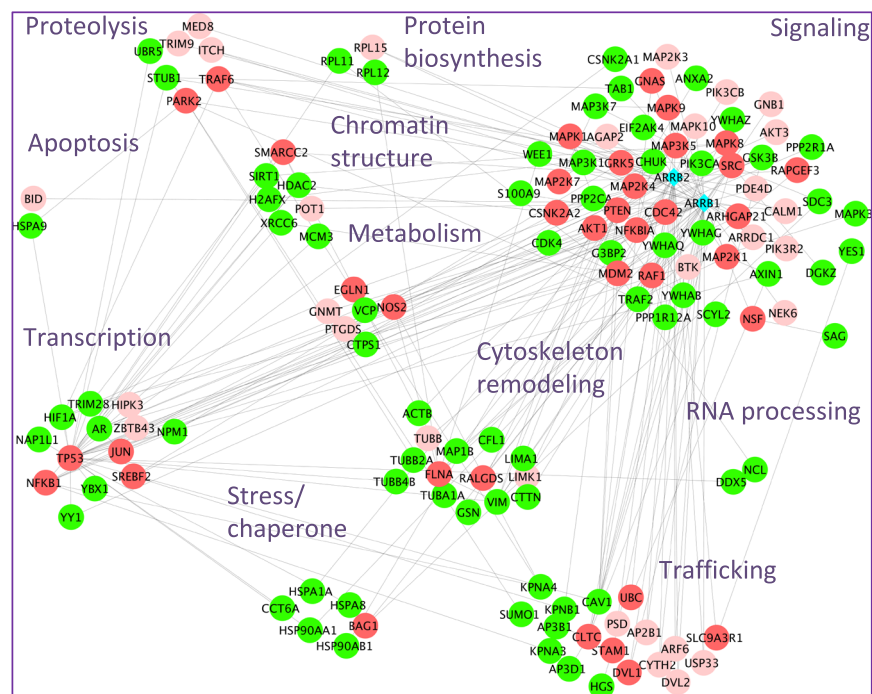 Proteolysis
MED8
TRIM9
ITCH
UBR5
STUB1
TRAF6
PARK2
Protein
biosynthesis
RPL15
RPL11
RPL12
Signaling
CSNK2A1
MAP2K3
GNAS
ANXA2
TAB1
PIK3CB
MAP3K7
MAPK9
GNB1
EIF2AK4
MAPK10
YWHAZ
AKT3
MAPK1
AGAP2
MAP3K5
MAPK8
PPP2R1A
WEE1
MAP3K1
GRK5
CHUK
PIK3CA
SRC
GSK3B
RAPGEF3
ARRB2
MAP2K7
MAP2K4
PDE4D
S100A9
PPP2CA
ARRB1
SDC3
CSNK2A2
PTEN
CDC42
ARHGAP21
CALM1
MAPK3
AKT1
NFKBIA
YWHAG
ARRDC1
CDK4
YWHAQ
PIK3R2
YES1
G3BP2
MAP2K1
MDM2
RAF1
BTK
AXIN1
DGKZ
TRAF2
YWHAB
PPP1R12A
SCYL2
NSF
NEK6
SAG
Apoptosis
BID
HSPA9
Chromatin
structure
SMARCC2
SIRT1
HDAC2
H2AFX
POT1
XRCC6
MCM3
Metabolism
EGLN1
GNMT
VCP
NOS2
PTGDS
CTPS1
Transcription
TRIM28
HIPK3
HIF1A
AR
ZBTB43
NAP1L1
NPM1
TP53
JUN
NFKB1
YBX1
SREBF2
YY1
Cytoskeleton
remodeling
ACTB
TUBB
MAP1B
CFL1
TUBB2A
LIMA1
TUBB4B
FLNA
RALGDS
LIMK1
TUBA1A
VIM
CTTN
GSN
RNA processing
NCL
DDX5
Stress/
chaperone
HSPA1A
CCT6A
HSPA8
HSP90AA1
BAG1
HSP90AB1
Trafficking
KPNA4
CAV1
UBC
SUMO1
KPNB1
PSD
AP3B1
AP2B1
CLTC
SLC9A3R1
KPNA3
STAM1
ARF6
AP3D1
CYTH2
USP33
DVL1
HGS
DVL2